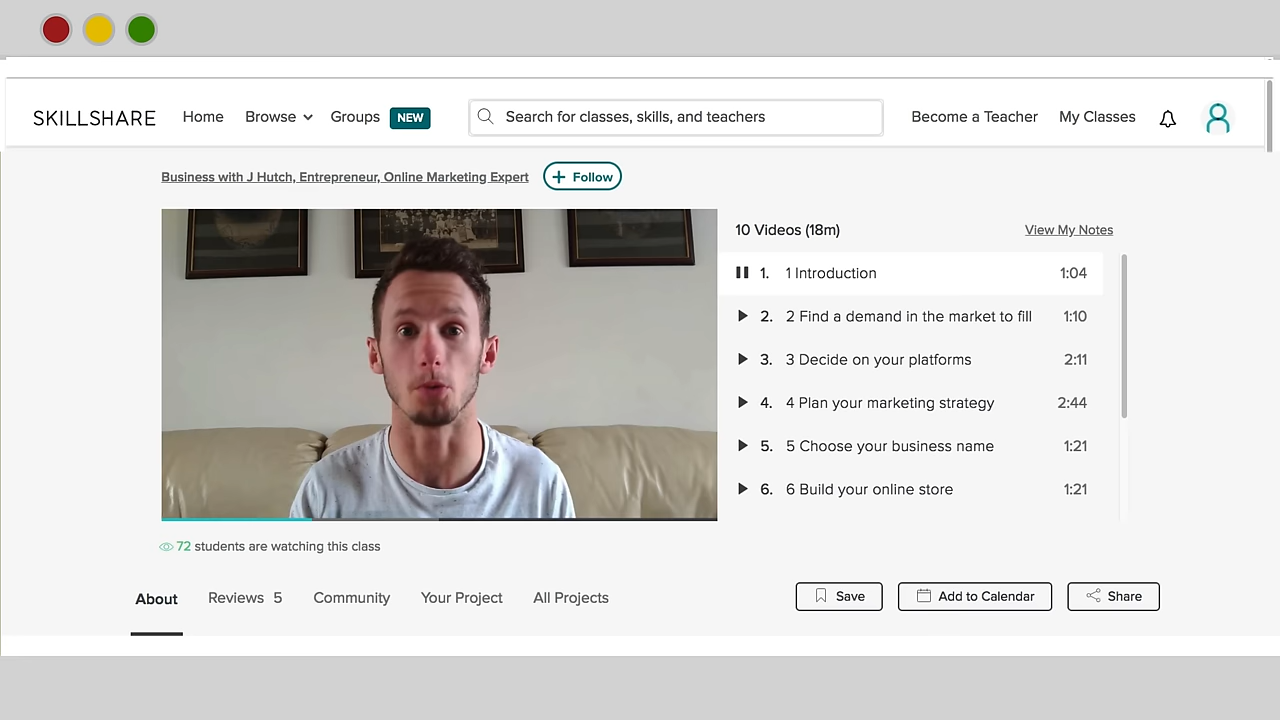 SKILLSHARE Home Browse Groups NEW Search for classes, skills, and teachers Become a Teacher My Classes
Business with J Hutch, Entrepreneur, Online Marketing Expert + Follow
10 Videos (18m) View My Notes
1. 1 Introduction 1:04
2. 2 Find a demand in the market to fill 1:10
3. 3 Decide on your platforms 2:11
4. 4 Plan your marketing strategy 2:44
5. 5 Choose your business name 1:21
6. 6 Build your online store 1:21
72 students are watching this class
About Reviews 5 Community Your Project All Projects Save Add to Calendar Share